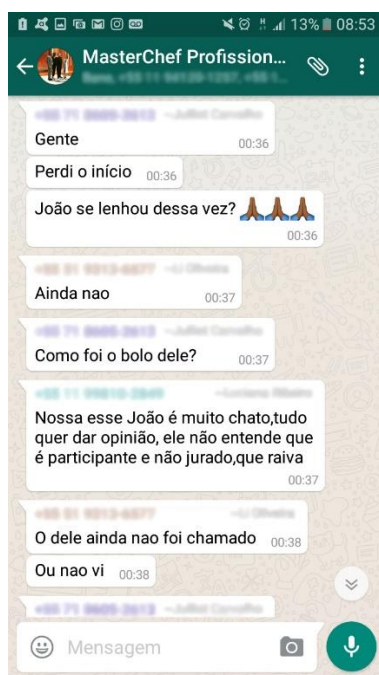 13% 08:53
MasterChef Profission...
Gente 00:36
Perdi o início 00:36
João se lenhou dessa vez? 🙏🏾🙏🏾🙏🏾
00:36
Ainda nao 00:37
Como foi o bolo dele? 00:37
Nossa esse João é muito chato,tudo
quer dar opinião, ele não entende que
é participante e não jurado,que raiva
00:37
O dele ainda nao foi chamado 00:38
Ou nao vi 00:38
Mensagem